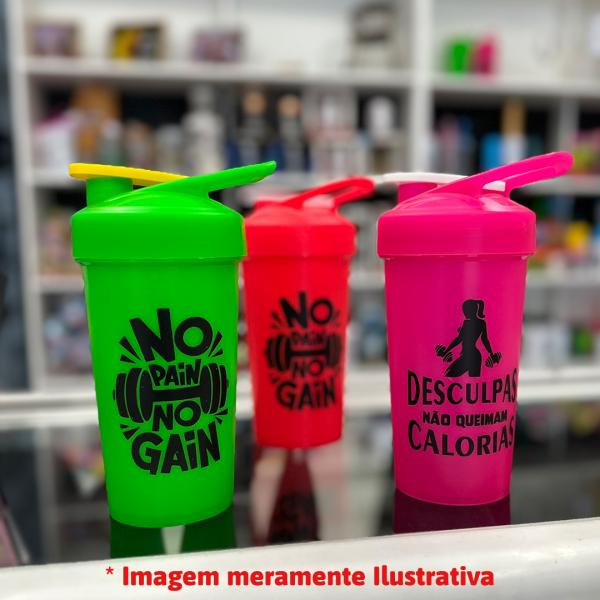 NO
PAIN
NO
GAIN
NO
PAIN
NO
GAIN
DESCULPAS
NÃO QUEIMAM
CALORIAS
* Imagem meramente Ilustrativa